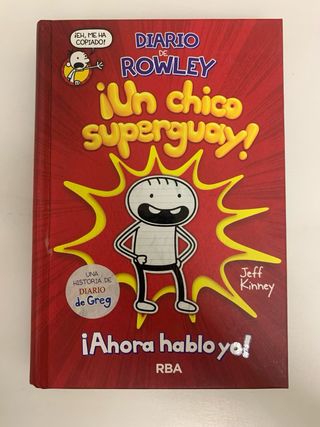 ¡EH, ME HA
COPIADO!
DIARIO
DE
ROWLEY
¡Un chico
superguay!
UNA
HISTORIA DE
DIARIO
de Greg
Jeff
Kinney
¡Ahora hablo yo!
RBA